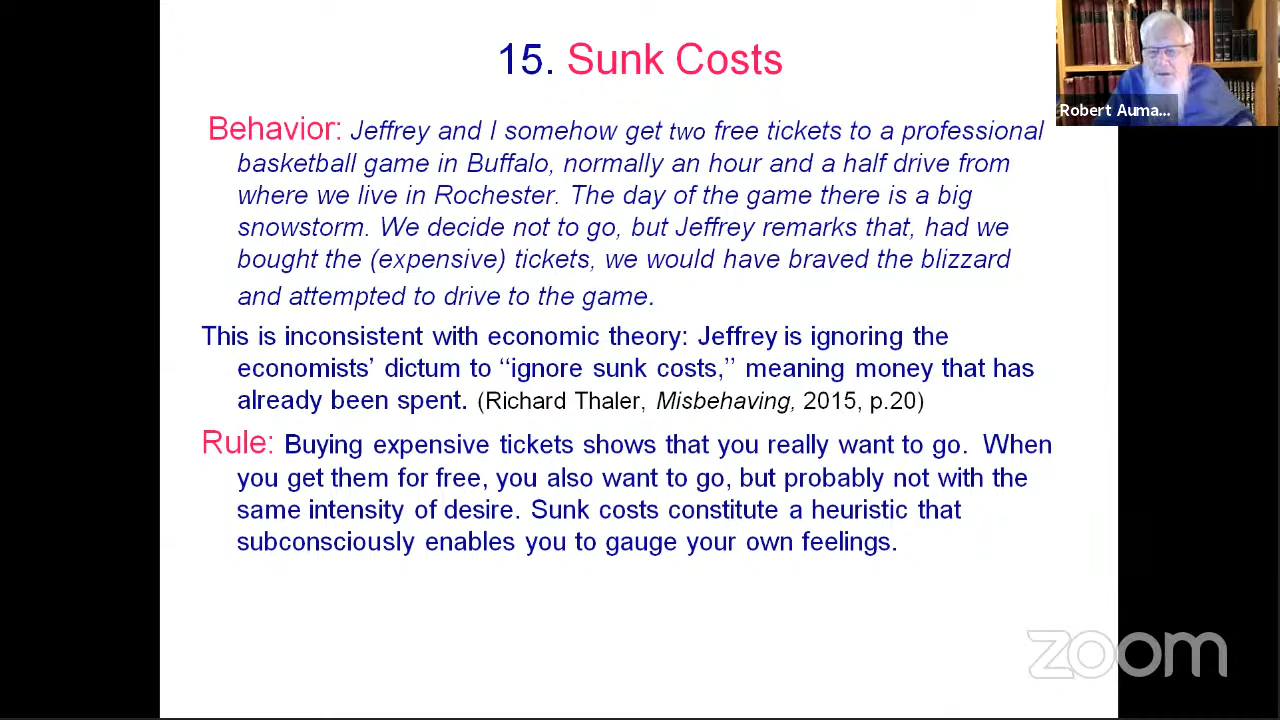 15. Sunk Costs
Robert Auma...
Behavior: Jeffrey and I somehow get two free tickets to a professional
basketball game in Buffalo, normally an hour and a half drive from
where we live in Rochester. The day of the game there is a big
snowstorm. We decide not to go, but Jeffrey remarks that, had we
bought the (expensive) tickets, we would have braved the blizzard
and attempted to drive to the game.
This is inconsistent with economic theory: Jeffrey is ignoring the
economists’ dictum to ‘‘ignore sunk costs,’’ meaning money that has
already been spent. (Richard Thaler, Misbehaving, 2015, p.20)
Rule: Buying expensive tickets shows that you really want to go. When
you get them for free, you also want to go, but probably not with the
same intensity of desire. Sunk costs constitute a heuristic that
subconsciously enables you to gauge your own feelings.
zoom